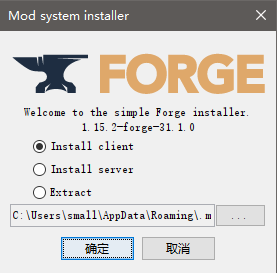 Mod system installer
FORGE
Welcome to the simple Forge installer.
1.15.2-forge-31.1.0
Install client
Install server
Extract
C:\Users\small\AppData\Roaming\.m
...
确定
取消